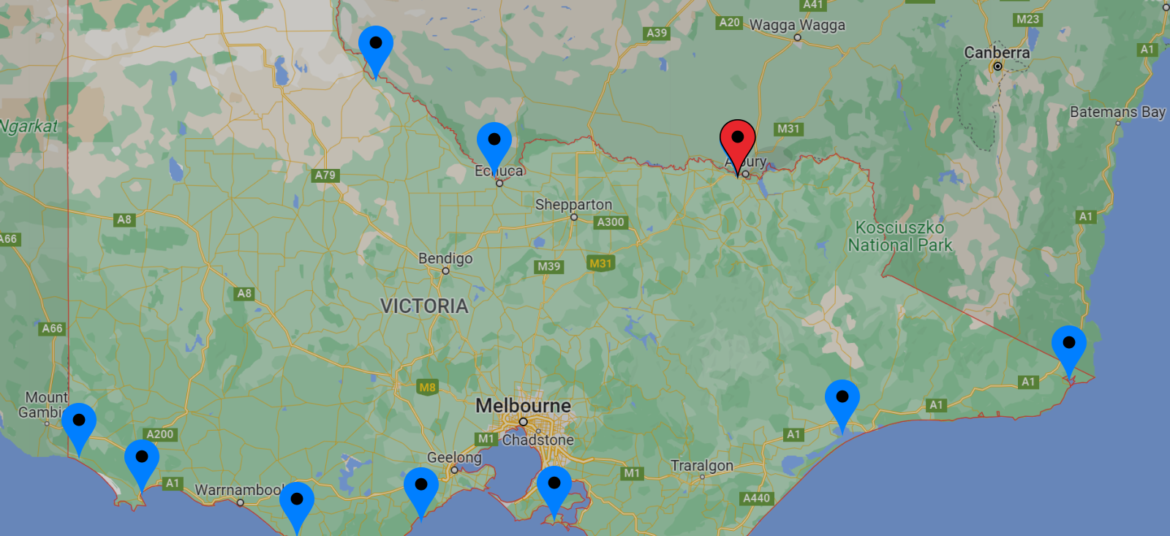 A41
A20
M23
Wagga Wagga
A39
A1
Canberra
Batemans Bay
Ngarkat
M31
Albury
Echuca
A79
Shepparton
A8
A300
A1
A66
Kosciuszko
National Park
Bendigo
M39
M31
A8
VICTORIA
A66
M8
A1
Mount
Gambier
Melbourne
A1
A200
M1
Chadstone
A1
Geelong
Traralgon
M1
A1
Warrnambool
A440